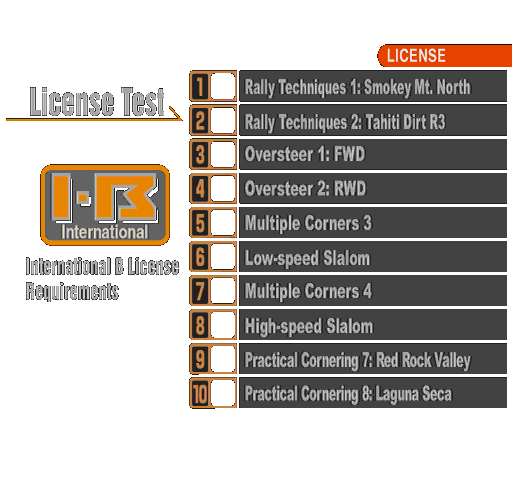 LICENSE
License Test
I-B
International
International B License
Requirements
1 Rally Techniques 1: Smokey Mt. North
2 Rally Techniques 2: Tahiti Dirt R3
3 Oversteer 1: FWD
4 Oversteer 2: RWD
5 Multiple Corners 3
6 Low-speed Slalom
7 Multiple Corners 4
8 High-speed Slalom
9 Practical Cornering 7: Red Rock Valley
10 Practical Cornering 8: Laguna Seca